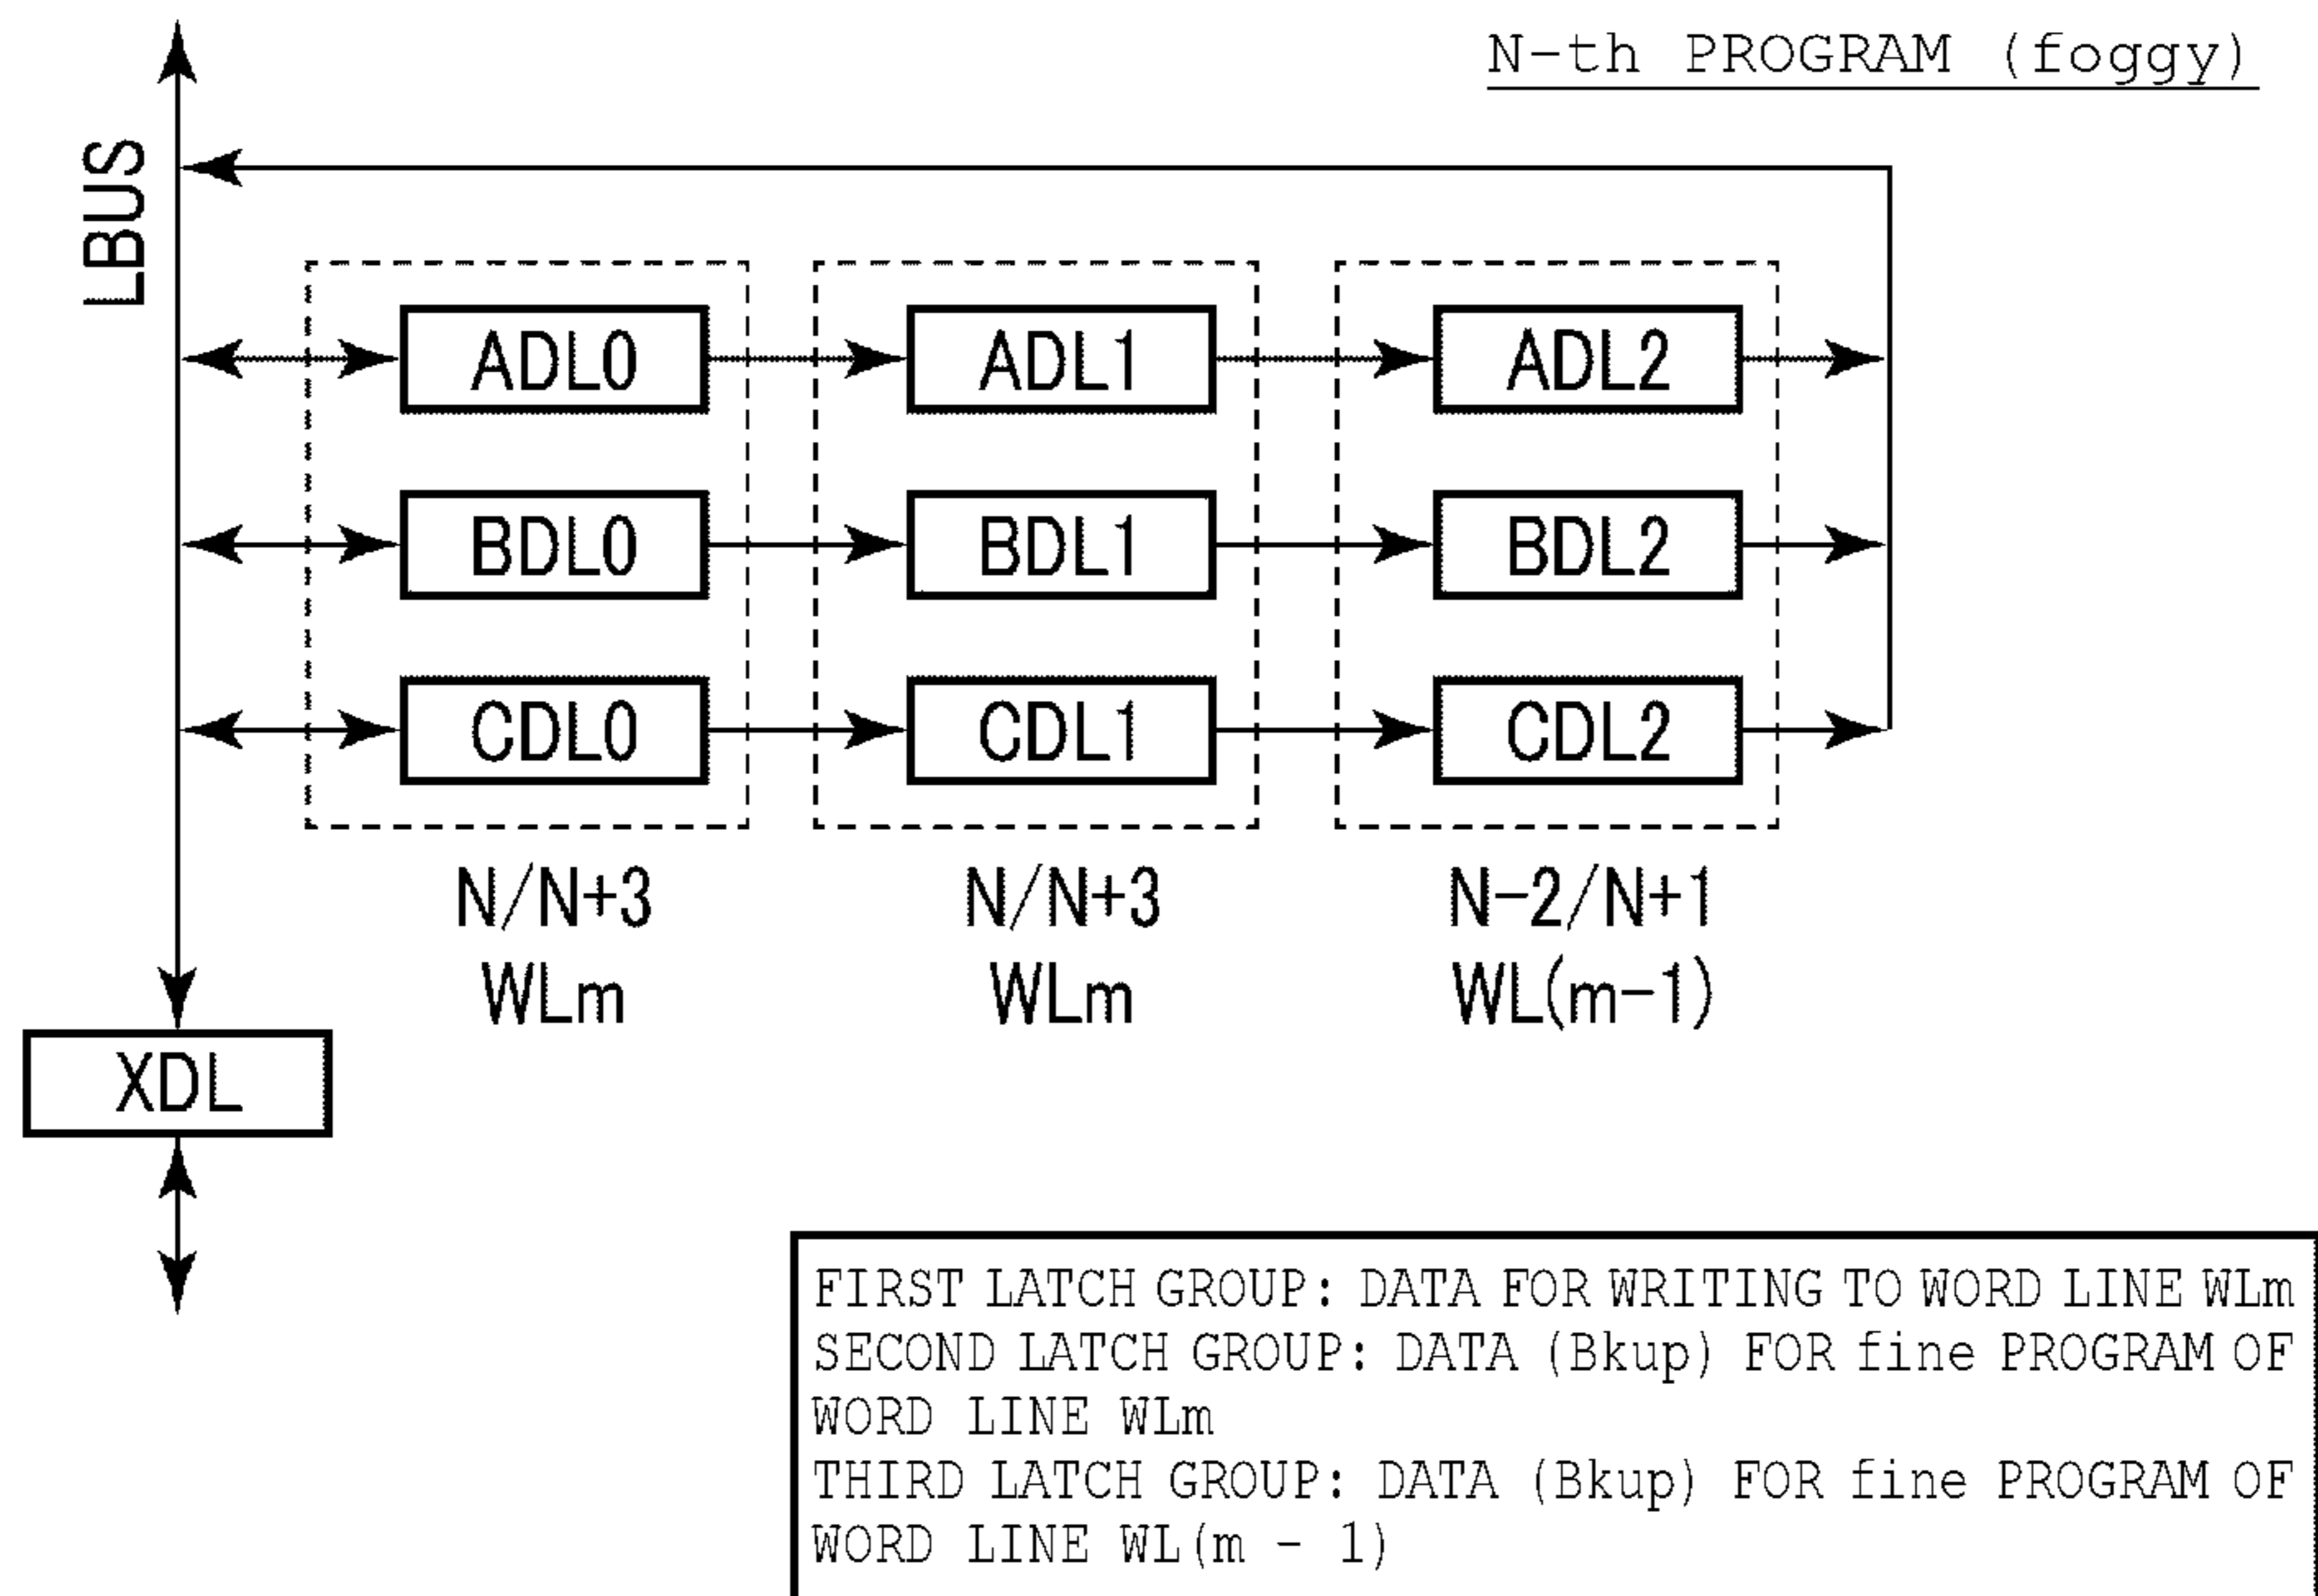 N-th PROGRAM (foggy)
LBUS
ADL0 ADL1 ADL2
BDL0 BDL1 BDL2
CDL0 CDL1 CDL2
N/N+3 N/N+3 N-2/N+1
WLm WLm WL(m-1)
XDL
FIRST LATCH GROUP: DATA FOR WRITING TO WORD LINE WLm
SECOND LATCH GROUP: DATA (Bkup) FOR fine PROGRAM OF
WORD LINE WLm
THIRD LATCH GROUP: DATA (Bkup) FOR fine PROGRAM OF
WORD LINE WL(m - 1)